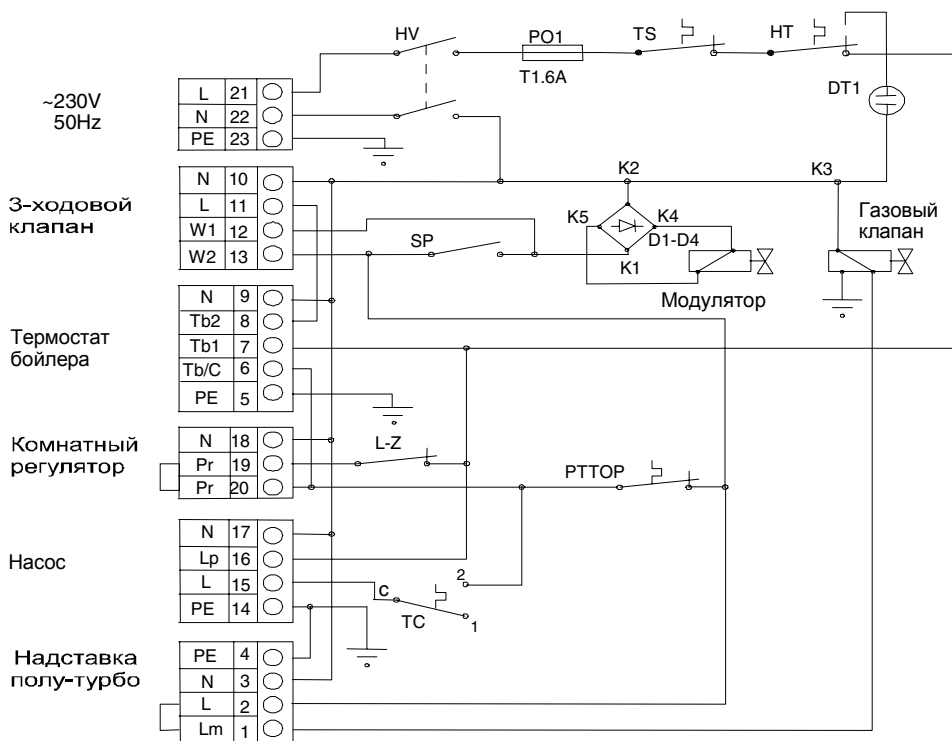 HV
PO1
TS
HT
T1.6A
DT1
~230V
50Hz
L 21
N 22
PE 23
3-ходовой
клапан
N 10
L 11
W1 12
W2 13
SP
K2
K3
K5
K4
D1-D4
K1
Модулятор
Газовый
клапан
Термостат
бойлера
N 9
Tb2 8
Tb1 7
Tb/C 6
PE 5
Комнатный
регулятор
N 18
Pr 19
Pr 20
L-Z
PTTOP
Насос
N 17
Lp 16
L 15
PE 14
c
2
TC
1
Надставка
полу-турбо
PE 4
N 3
L 2
Lm 1